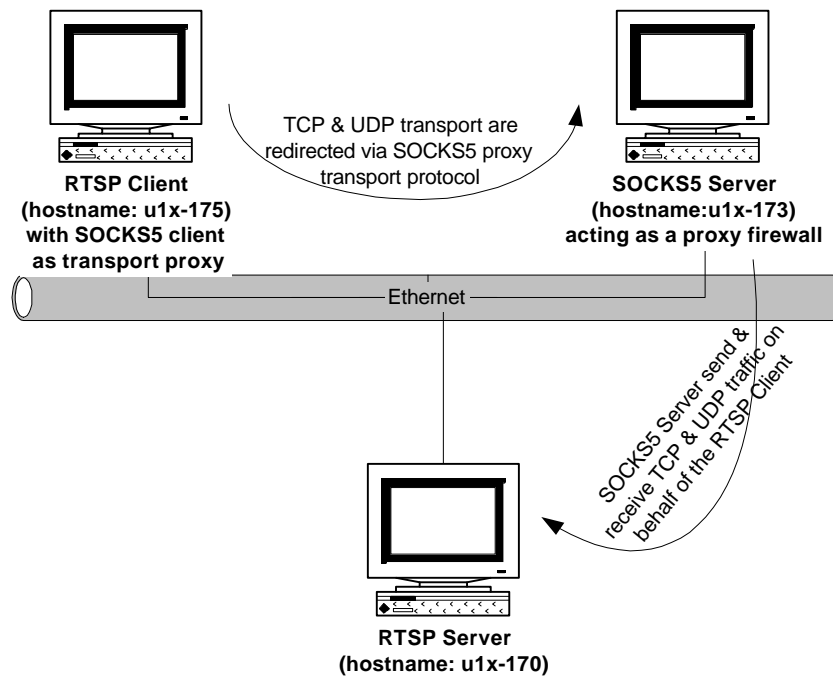 TCP & UDP transport are
redirected via SOCKS5 proxy
transport protocol
RTSP Client
(hostname: u1x-175)
with SOCKS5 client
as transport proxy
SOCKS5 Server
(hostname:u1x-173)
acting as a proxy firewall
Ethernet
SOCKS5 Server send &
receive TCP & UDP traffic on
behalf of the RTSP Client
RTSP Server
(hostname: u1x-170)